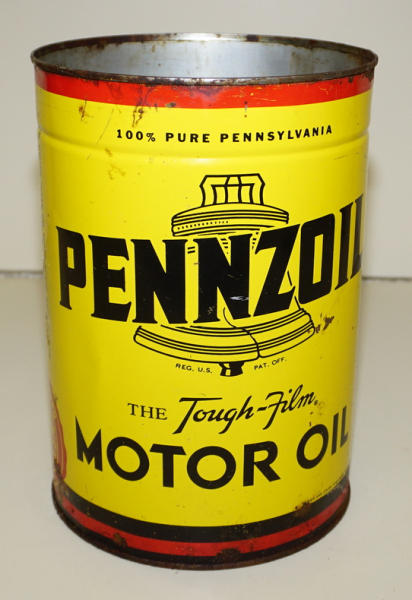 100% PURE PENNSYLVANIA
PENNZOIL
REG. U.S. PAT. OFF.
THE Tough-Film
MOTOR OIL